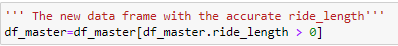 ''' The new data frame with the accurate ride_length'''
df_master=df_master[df_master.ride_length > 0]